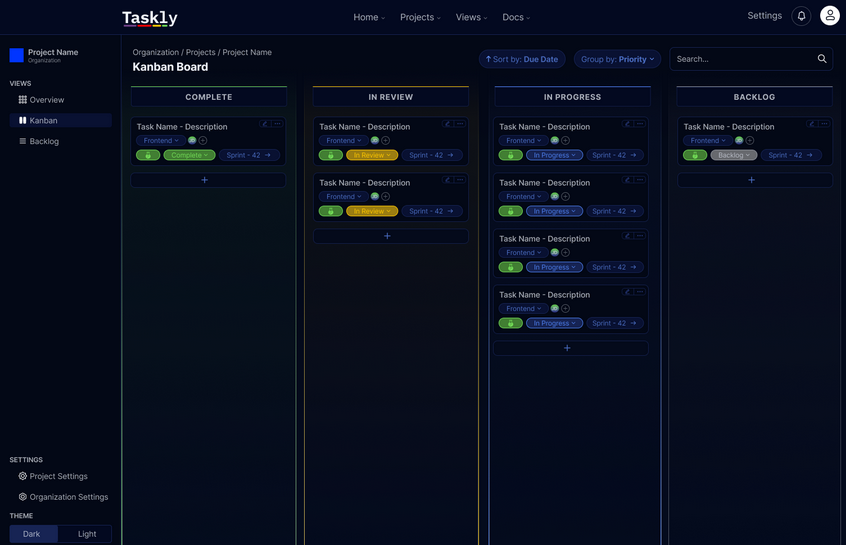 Taskly
Home
Projects
Views
Docs
Settings
Project Name
Organization
VIEWS
Overview
Kanban
Backlog
SETTINGS
Project Settings
Organization Settings
THEME
Dark
Light
Organization / Projects / Project Name
Kanban Board
Sort by: Due Date
Group by: Priority
Search...
COMPLETE
Task Name - Description
Frontend
Complete
Sprint - 42
+
IN REVIEW
Task Name - Description
Frontend
In Review
Sprint - 42
Task Name - Description
Frontend
In Review
Sprint - 42
+
IN PROGRESS
Task Name - Description
Frontend
In Progress
Sprint - 42
Task Name - Description
Frontend
In Progress
Sprint - 42
Task Name - Description
Frontend
In Progress
Sprint - 42
Task Name - Description
Frontend
In Progress
Sprint - 42
+
BACKLOG
Task Name - Description
Frontend
Backlog
Sprint - 42
+